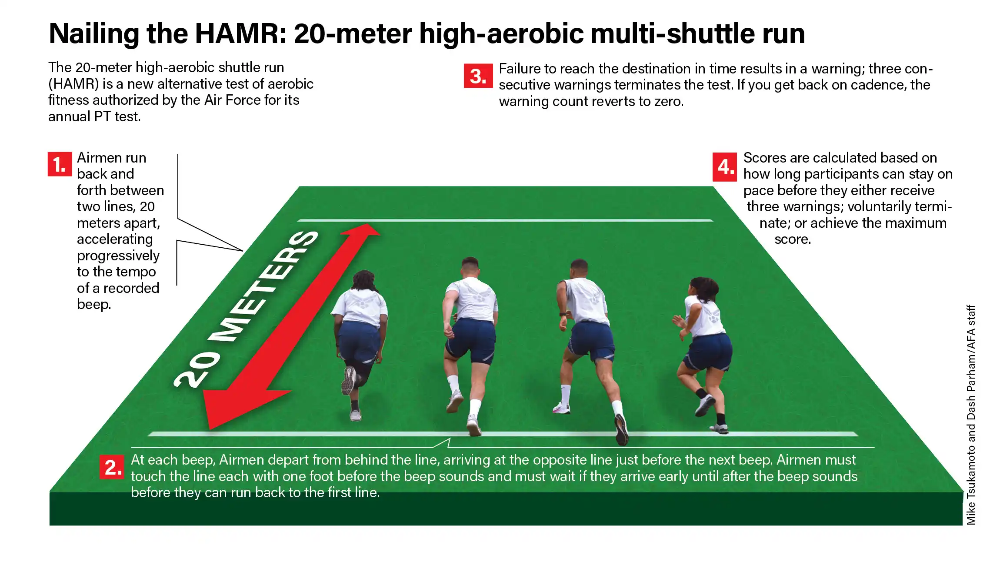 Nailing the HAMR: 20-meter high-aerobic multi-shuttle run
The 20-meter high-aerobic shuttle run
(HAMR) is a new alternative test of aerobic
fitness authorized by the Air Force for its
annual PT test.
1.
Airmen run
back and
forth between
two lines, 20
meters apart,
accelerating
progressively
to the tempo
of a recorded
beep.
2.
At each beep, Airmen depart from behind the line, arriving at the opposite line just before the next beep. Airmen must
touch the line each with one foot before the beep sounds and must wait if they arrive early until after the beep sounds
before they can run back to the first line.
3.
Failure to reach the destination in time results in a warning; three con-
secutive warnings terminates the test. If you get back on cadence, the
warning count reverts to zero.
4.
Scores are calculated based on
how long participants can stay on
pace before they either receive
three warnings; voluntarily termi-
nate; or achieve the maximum
score.
20 METERS
Mike Tsukamoto and Dash Parham/AFA staff